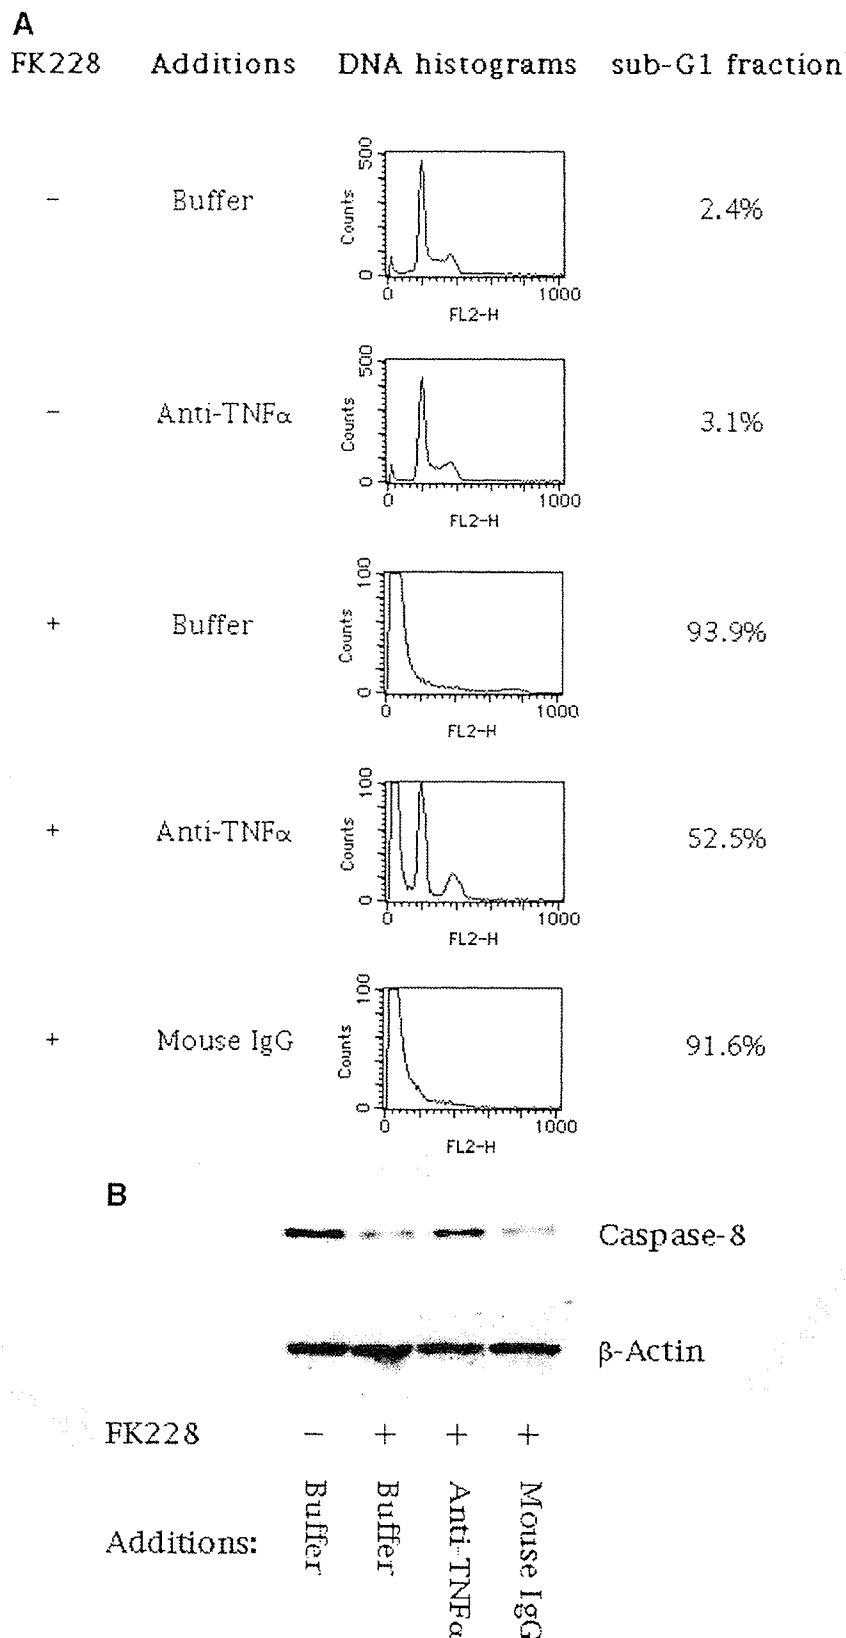 A
FK228 Additions DNA histograms sub-G1 fraction
500
Counts
0
0 1000
FL2-H
− Buffer 2.4%
500
Counts
0
0 1000
FL2-H
− Anti-TNFα 3.1%
100
Counts
0
0 1000
FL2-H
+ Buffer 93.9%
100
Counts
0
0 1000
FL2-H
+ Anti-TNFα 52.5%
100
Counts
0
0 1000
FL2-H
+ Mouse IgG 91.6%
B
Caspase-8
β-Actin
FK228 − + + +
Additions: Buffer Buffer Anti-TNFα Mouse IgG